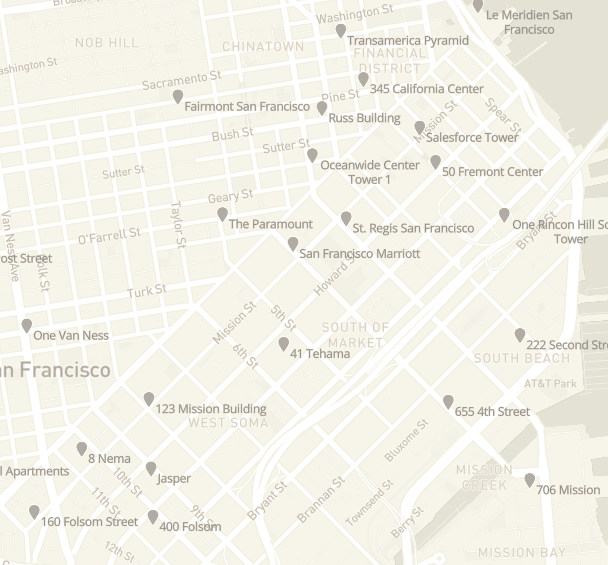 Broadw
Washington St
Le Meridien San
Francisco
NOB HILL
CHINATOWN
Transamerica Pyramid
FINANCIAL
DISTRICT
ashington St
Sacramento St
345 California Center
Pine St
Fairmont San Francisco
Russ Building
Mission St
Spear St
Bush St
Salesforce Tower
Sutter St
Oceanwide Center
Tower 1
50 Fremont Center
Sutter St
Geary St
Van Ness Ave
Taylor St
The Paramount
St. Regis San Francisco
One Rincon Hill So
Tower
Bryant St
O'Farrell St
San Francisco Marriott
ost Street
olk St
Howard St
Turk St
Mission St
5th St
SOUTH OF
MARKET
One Van Ness
222 Second Stre
6th St
41 Tehama
SOUTH BEACH
n Francisco
AT&T Park
123 Mission Building
655 4th Street
WEST SOMA
Bluxome St
8 Nema
l Apartments
Jasper
MISSION
CREEK
10th St
706 Mission
11th St
9th St
Bryant St
Brannan St
Townsend St
160 Folsom Street
400 Folsom
Berry St
12th St
MISSION BAY